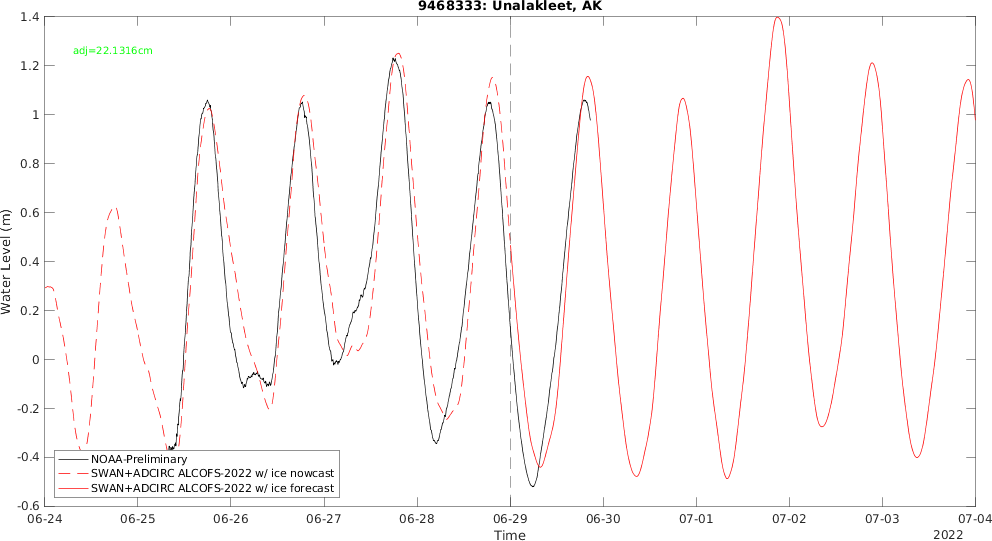 9468333: Unalakleet, AK
adj=22.1316cm
1.4
1.2
1
0.8
0.6
0.4
0.2
0
-0.2
-0.4
-0.6
Water Level (m)
NOAA-Preliminary
SWAN+ADCIRC ALCOFS-2022 w/ ice nowcast
SWAN+ADCIRC ALCOFS-2022 w/ ice forecast
06-24 06-25 06-26 06-27 06-28 06-29 06-30 07-01 07-02 07-03 07-04
Time
2022